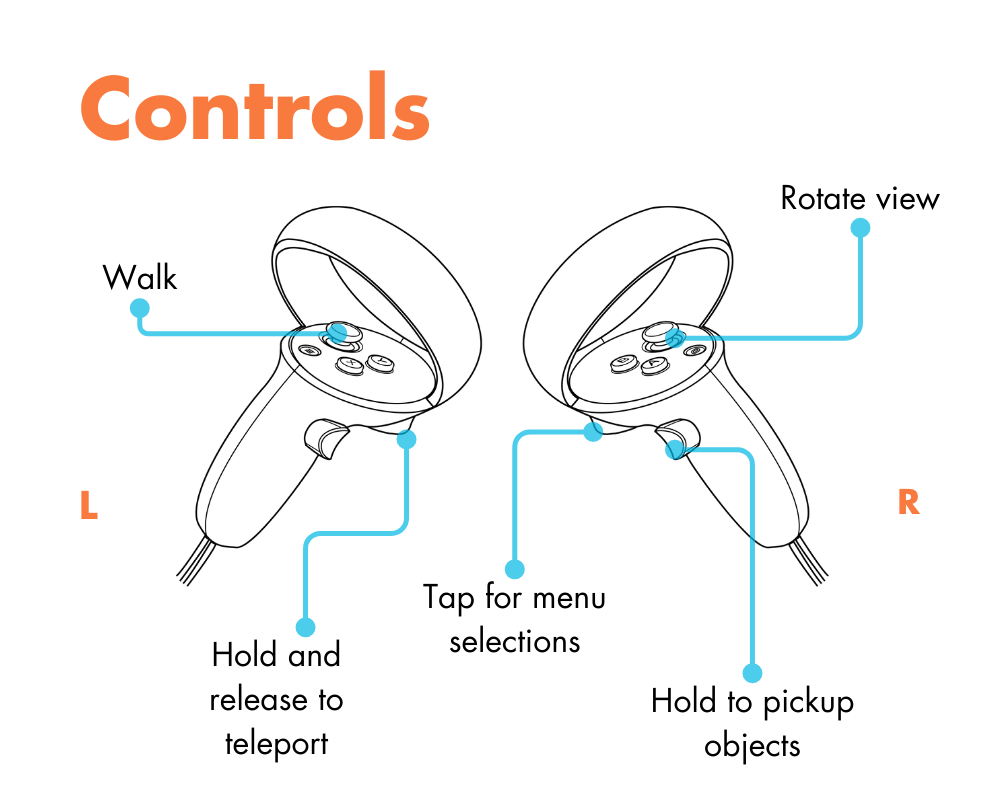 Controls
Rotate view
Walk
L
R
Tap for menu
selections
Hold and
release to
teleport
Hold to pickup
objects